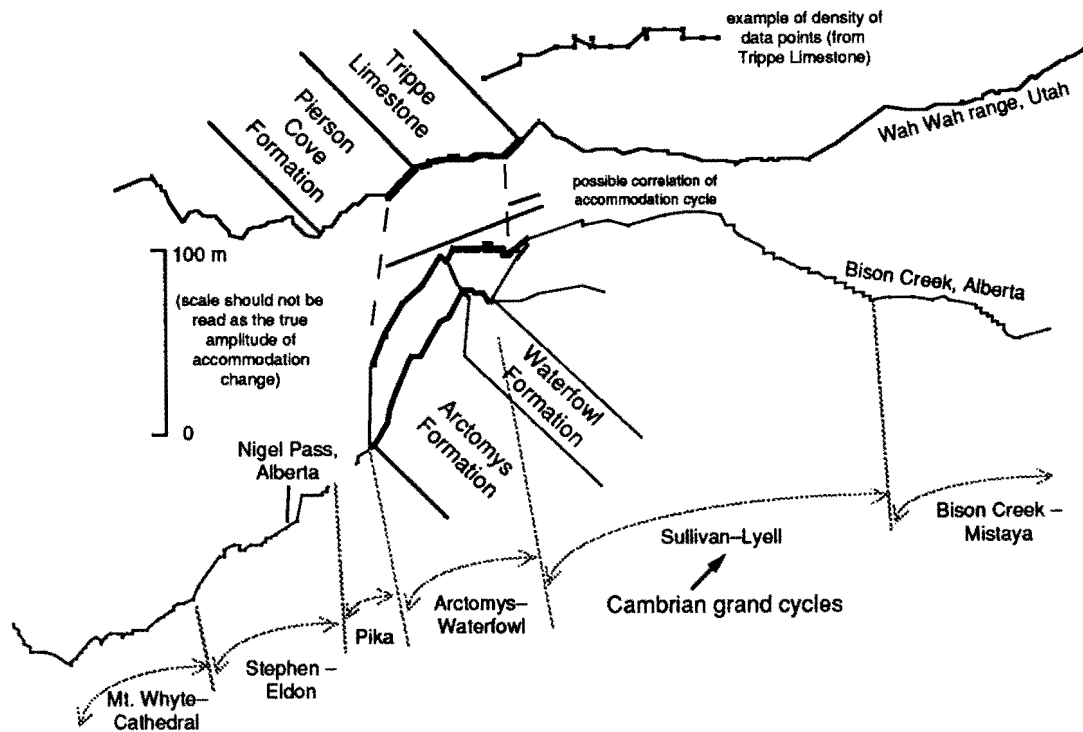 example of density of
data points (from
Trippe Limestone)
Trippe
Limestone
Pierson
Cove
Formation
Wah Wah range, Utah
possible correlation of
accommodation cycle
100 m
(scale should not be
read as the true
amplitude of
accommodation
change)
0
Bison Creek, Alberta
Waterfowl
Formation
Arctomys
Formation
Nigel Pass,
Alberta
Bison Creek –
Mistaya
Sullivan–Lyell
Cambrian grand cycles
Arctomys–
Waterfowl
Pika
Stephen –
Eldon
Mt. Whyte–
Cathedral